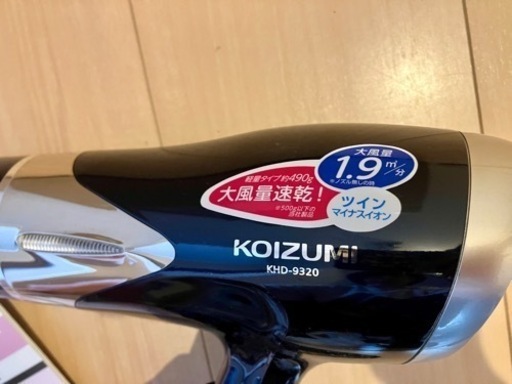 軽量タイプ約490g
大風量速乾!
※500g以下の
当社製品
大風量
1.9 m³/分
※ノズル無しの時
ツイン
マイナスイオン
KOIZUMI
KHD-9320